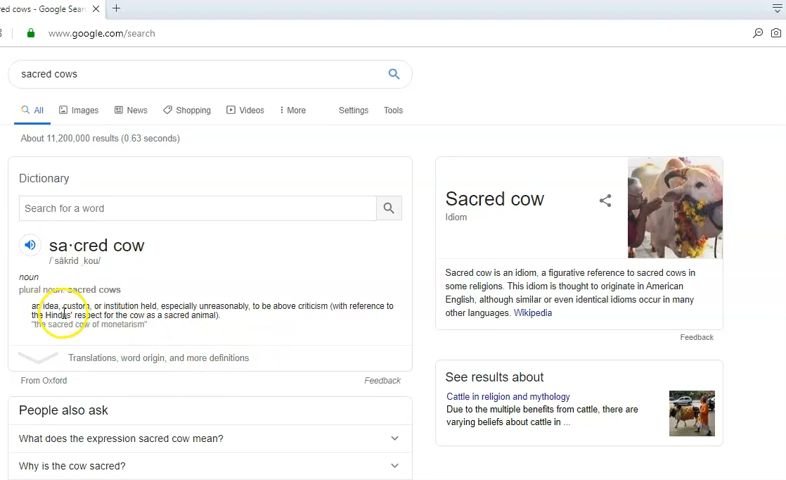 red cows - Google Sear
www.google.com/search
sacred cows
All Images News Shopping Videos More Settings Tools
About 11,200,000 results (0.63 seconds)
Dictionary
Search for a word
sa·cred cow
/ˈsākrid ˌkou/
noun
plural noun: sacred cows
an idea, custom, or institution held, especially unreasonably, to be above criticism (with reference to
the Hindus' respect for the cow as a sacred animal).
"the sacred cow of monetarism"
Translations, word origin, and more definitions
From Oxford Feedback
People also ask
What does the expression sacred cow mean?
Why is the cow sacred?
Sacred cow
Idiom
Sacred cow is an idiom, a figurative reference to sacred cows in
some religions. This idiom is thought to originate in American
English, although similar or even identical idioms occur in many
other languages. Wikipedia
Feedback
See results about
Cattle in religion and mythology
Due to the multiple benefits from cattle, there are
varying beliefs about cattle in ...